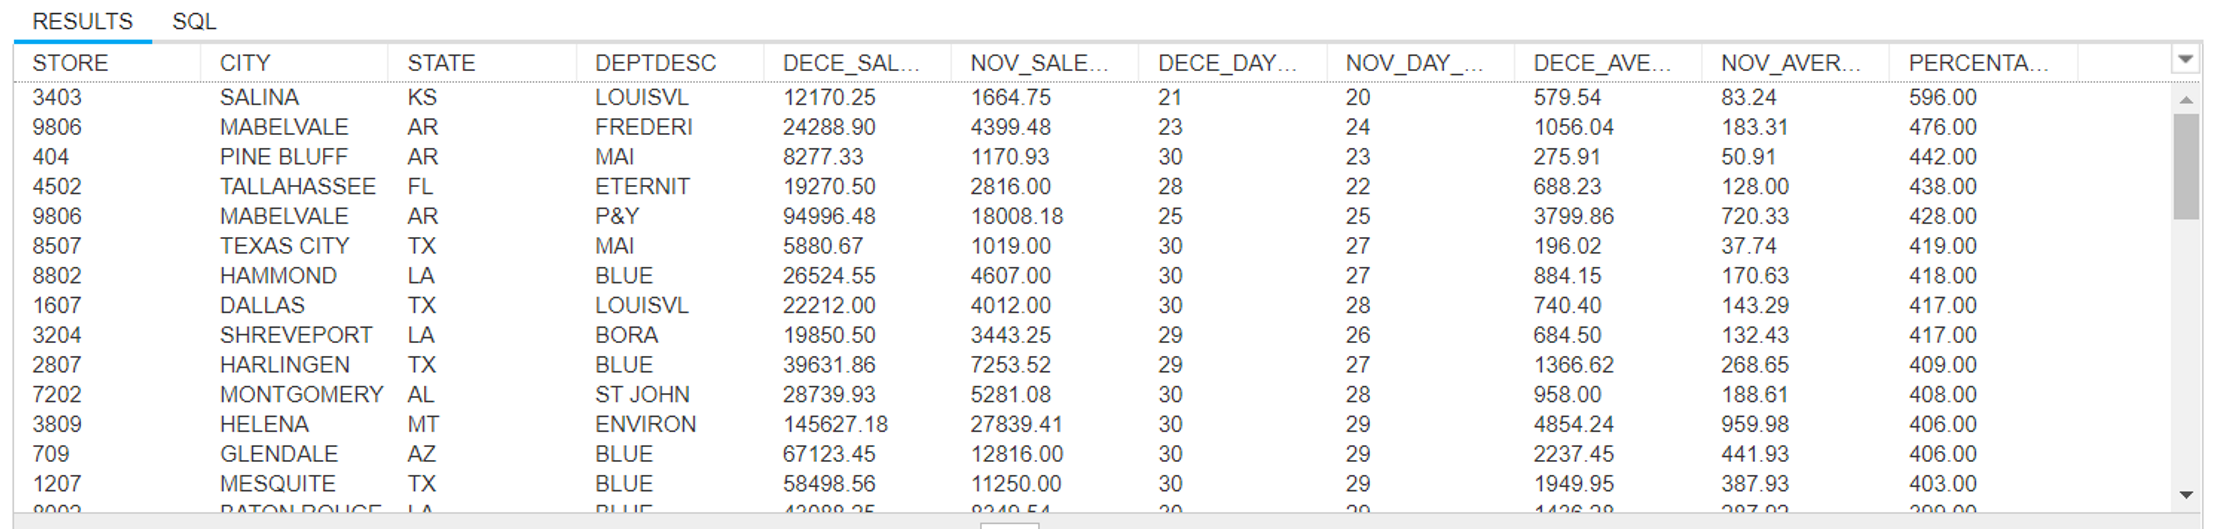 RESULTS SQL
STORE CITY STATE DEPTDESC DECE_SAL... NOV_SALE... DECE_DAY... NOV_DAY_... DECE_AVE... NOV_AVER... PERCENTA...
3403 SALINA KS LOUISVL 12170.25 1664.75 21 20 579.54 83.24 596.00
9806 MABELVALE AR FREDERI 24288.90 4399.48 23 24 1056.04 183.31 476.00
404 PINE BLUFF AR MAI 8277.33 1170.93 30 23 275.91 50.91 442.00
4502 TALLAHASSEE FL ETERNIT 19270.50 2816.00 28 22 688.23 128.00 438.00
9806 MABELVALE AR P&Y 94996.48 18008.18 25 25 3799.86 720.33 428.00
8507 TEXAS CITY TX MAI 5880.67 1019.00 30 27 196.02 37.74 419.00
8802 HAMMOND LA BLUE 26524.55 4607.00 30 27 884.15 170.63 418.00
1607 DALLAS TX LOUISVL 22212.00 4012.00 30 28 740.40 143.29 417.00
3204 SHREVEPORT LA BORA 19850.50 3443.25 29 26 684.50 132.43 417.00
2807 HARLINGEN TX BLUE 39631.86 7253.52 29 27 1366.62 268.65 409.00
7202 MONTGOMERY AL ST JOHN 28739.93 5281.08 30 28 958.00 188.61 408.00
3809 HELENA MT ENVIRON 145627.18 27839.41 30 29 4854.24 959.98 406.00
709 GLENDALE AZ BLUE 67123.45 12816.00 30 29 2237.45 441.93 406.00
1207 MESQUITE TX BLUE 58498.56 11250.00 30 29 1949.95 387.93 403.00
BATON ROUGE LA BLUE